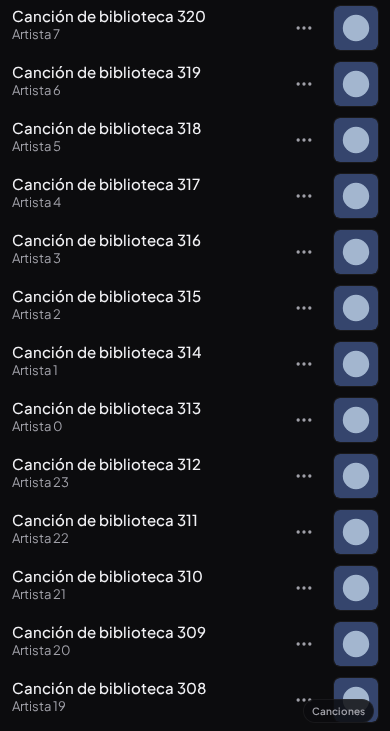 Canción de biblioteca 320
Artista 7
Canción de biblioteca 319
Artista 6
Canción de biblioteca 318
Artista 5
Canción de biblioteca 317
Artista 4
Canción de biblioteca 316
Artista 3
Canción de biblioteca 315
Artista 2
Canción de biblioteca 314
Artista 1
Canción de biblioteca 313
Artista 0
Canción de biblioteca 312
Artista 23
Canción de biblioteca 311
Artista 22
Canción de biblioteca 310
Artista 21
Canción de biblioteca 309
Artista 20
Canción de biblioteca 308
Artista 19
Canciones